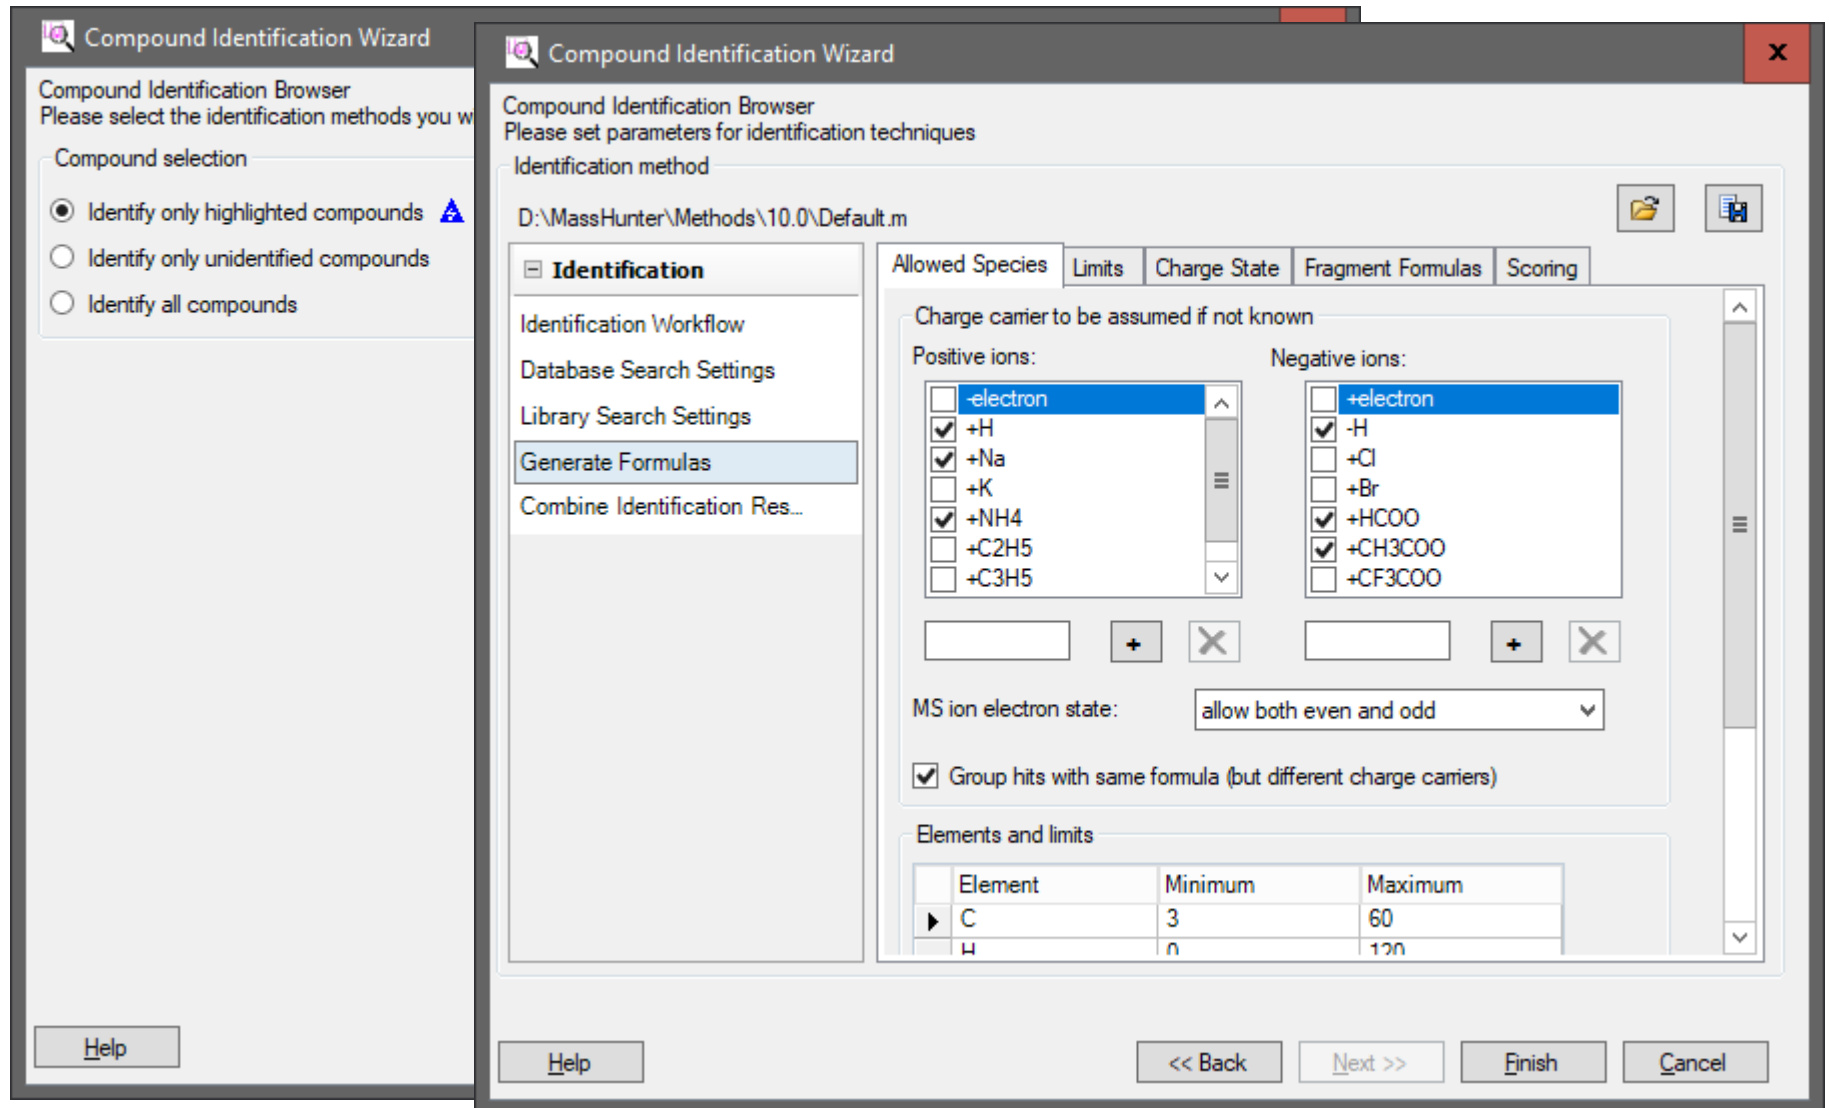 Compound Identification Wizard
Compound Identification Browser
Please select the identification methods you w
Compound selection
Identify only highlighted compounds
Identify only unidentified compounds
Identify all compounds
Help
Compound Identification Wizard
x
Compound Identification Browser
Please set parameters for identification techniques
Identification method
D:\MassHunter\Methods\10.0\Default.m
Identification
Identification Workflow
Database Search Settings
Library Search Settings
Generate Formulas
Combine Identification Res...
Allowed Species Limits Charge State Fragment Formulas Scoring
Charge carrier to be assumed if not known
Positive ions:
-electron
+H
+Na
+K
+NH4
+C2H5
+C3H5
+
Negative ions:
+electron
-H
+Cl
+Br
+HCOO
+CH3COO
+CF3COO
+
MS ion electron state: allow both even and odd
Group hits with same formula (but different charge carriers)
Elements and limits
Element Minimum Maximum
C 3 60
H 0 120
Help << Back Next >> Finish Cancel